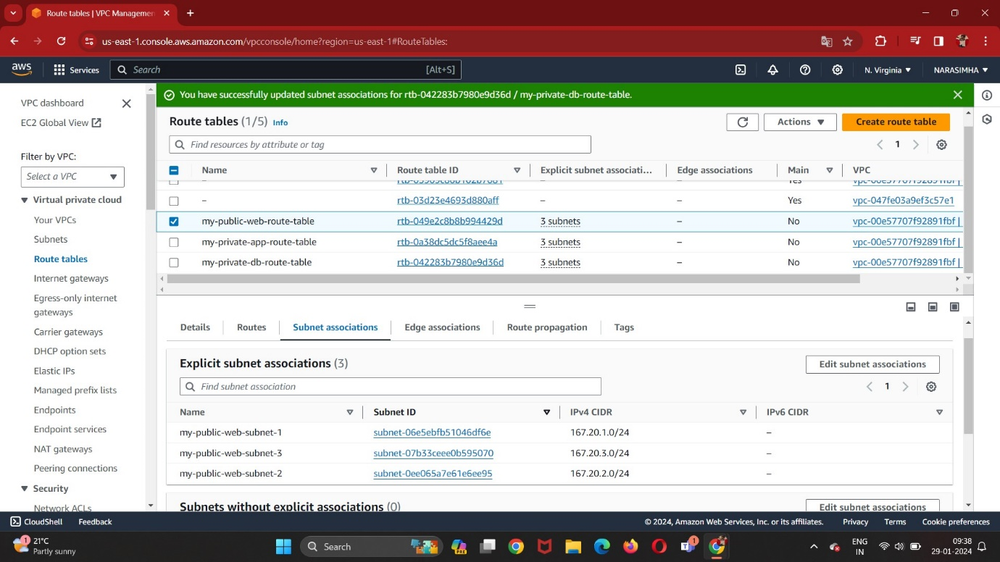 Route tables | VPC Managemen
us-east-1.console.aws.amazon.com/vpcconsole/home?region=us-east-1#RouteTables:
aws Services Search [Alt+S] N. Virginia NARASIMHA
VPC dashboard
EC2 Global View
Filter by VPC:
Select a VPC
Virtual private cloud
Your VPCs
Subnets
Route tables
Internet gateways
Egress-only internet
gateways
Carrier gateways
DHCP option sets
Elastic IPs
Managed prefix lists
Endpoints
Endpoint services
NAT gateways
Peering connections
Security
Network ACLs
You have successfully updated subnet associations for rtb-042283b7980e9d36d / my-private-db-route-table.
Route tables (1/5) Info Actions Create route table
Find resources by attribute or tag 1
Name Route table ID Explicit subnet associati... Edge associations Main VPC
– – – Yes
– rtb-03d23e4693d880aff – – Yes vpc-047fe03a9ef3c57e1
my-public-web-route-table rtb-049e2c8b8b994429d 3 subnets – No vpc-00e57707f92891fbf |
my-private-app-route-table rtb-0a38dc5dc5f8aee4a 3 subnets – No vpc-00e57707f92891fbf |
my-private-db-route-table rtb-042283b7980e9d36d 3 subnets – No vpc-00e57707f92891fbf |
Details Routes Subnet associations Edge associations Route propagation Tags
Explicit subnet associations (3) Edit subnet associations
Find subnet association 1
Name Subnet ID IPv4 CIDR IPv6 CIDR
my-public-web-subnet-1 subnet-06e5ebfb51046df6e 167.20.1.0/24 –
my-public-web-subnet-3 subnet-07b33ceee0b595070 167.20.3.0/24 –
my-public-web-subnet-2 subnet-0ee065a7e61e6ee95 167.20.2.0/24 –
Subnets without explicit associations (0) Edit subnet associations
CloudShell Feedback © 2024, Amazon Web Services, Inc. or its affiliates. Privacy Terms Cookie preferences
1 21°C
Partly sunny
Search
PRE
1
ENG
IN
09:38
29-01-2024